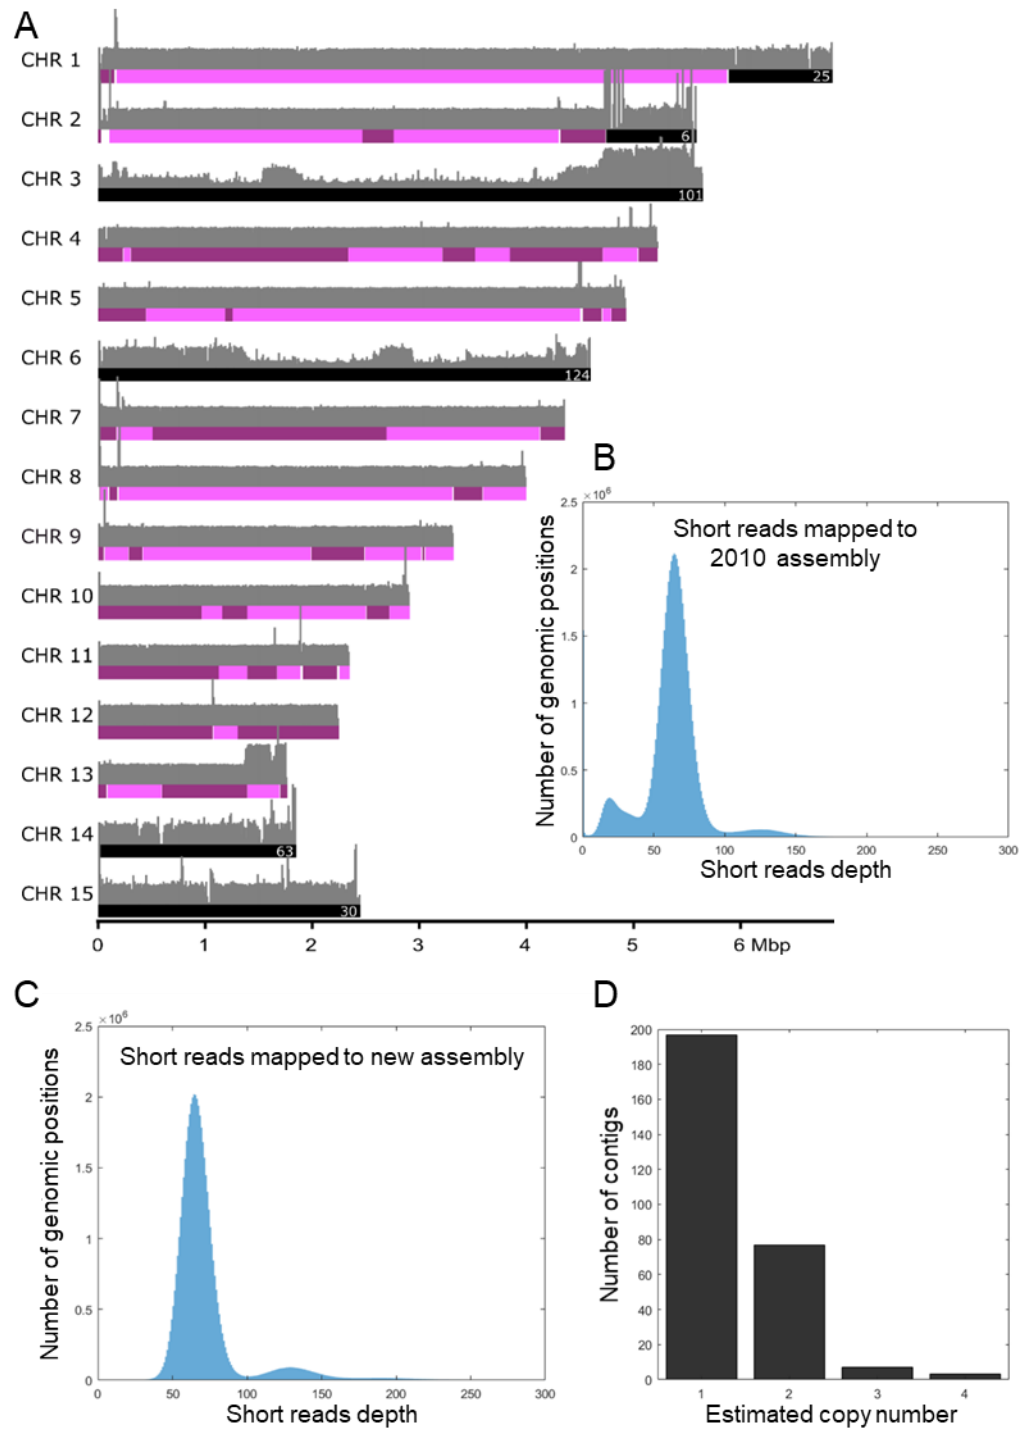 A
CHR 1
25
CHR 2
6
CHR 3
101
CHR 4
CHR 5
CHR 6
124
CHR 7
CHR 8
CHR 9
CHR 10
CHR 11
CHR 12
CHR 13
CHR 14
63
CHR 15
30
0 1 2 3 4 5 6 Mbp
B
×10⁶
Short reads mapped to
2010 assembly
Number of genomic positions
2.5
2
1.5
1
0.5
0
0 50 100 150 200 250 300
Short reads depth
C
×10⁶
Short reads mapped to new assembly
Number of genomic positions
2.5
2
1.5
1
0.5
0
0 50 100 150 200 250 300
Short reads depth
D
Number of contigs
200
180
160
140
120
100
80
60
40
20
0
1 2 3 4
Estimated copy number